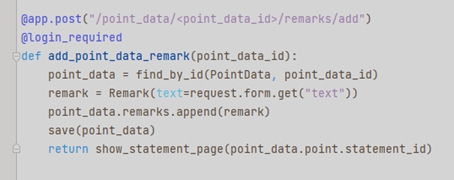 @app.post("/point_data/<point_data_id>/remarks/add")
@login_required
def add_point_data_remark(point_data_id):
    point_data = find_by_id(PointData, point_data_id)
    remark = Remark(text=request.form.get("text"))
    point_data.remarks.append(remark)
    save(point_data)
    return show_statement_page(point_data.point.statement_id)